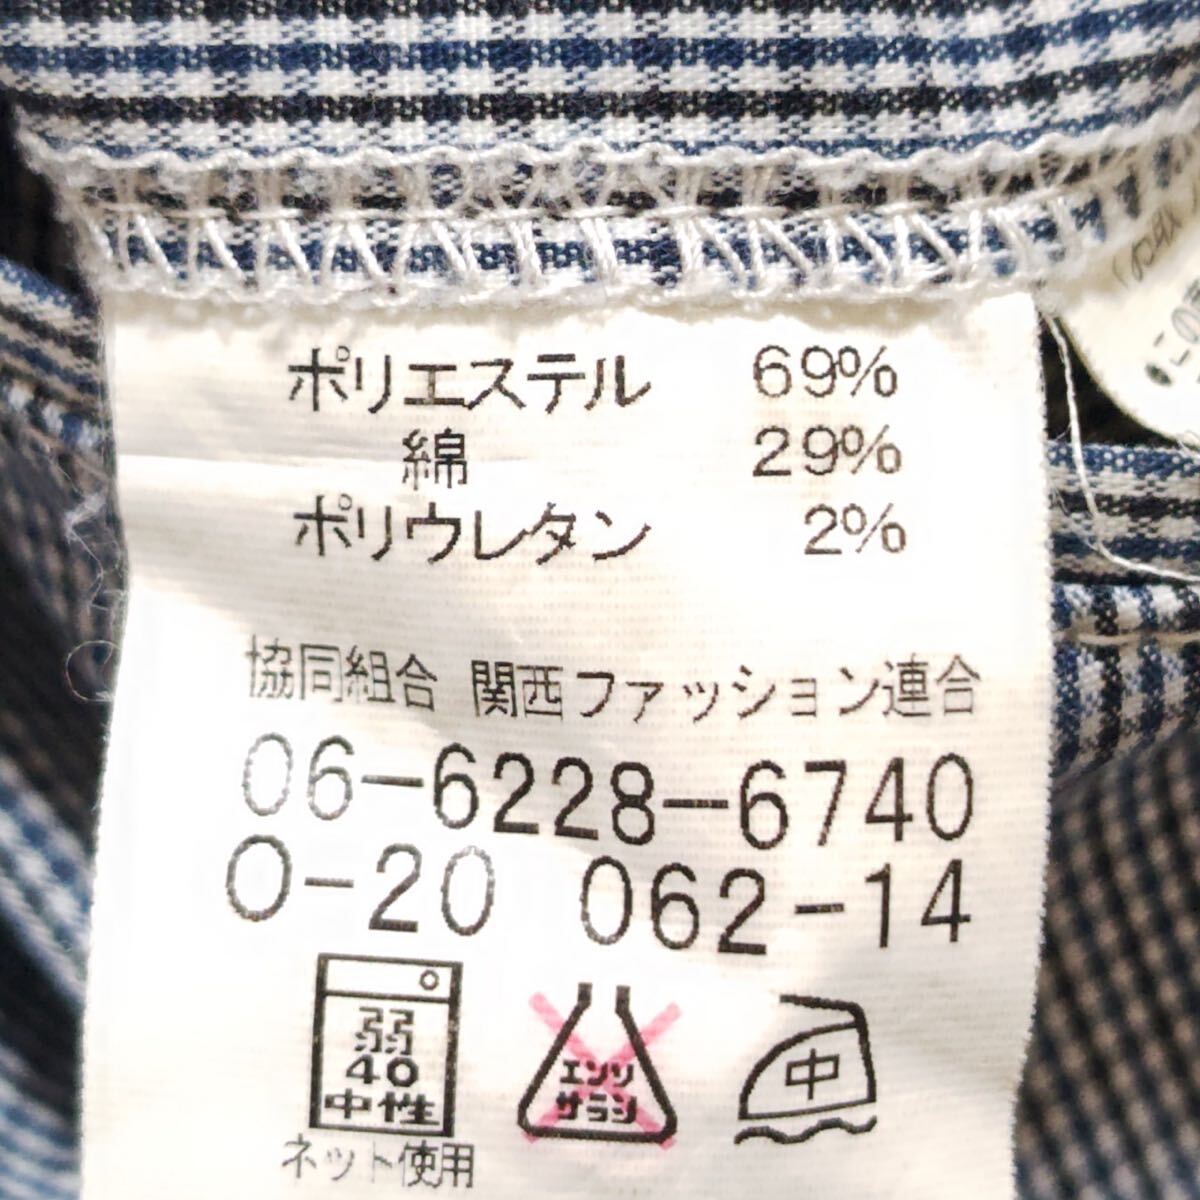 ポリエステル 69%
綿 29%
ポリウレタン 2%
協同組合 関西ファッション連合
06-6228-6740
O-20 062-14
弱
40
中性
ネット使用
エンソ
サラシ
中